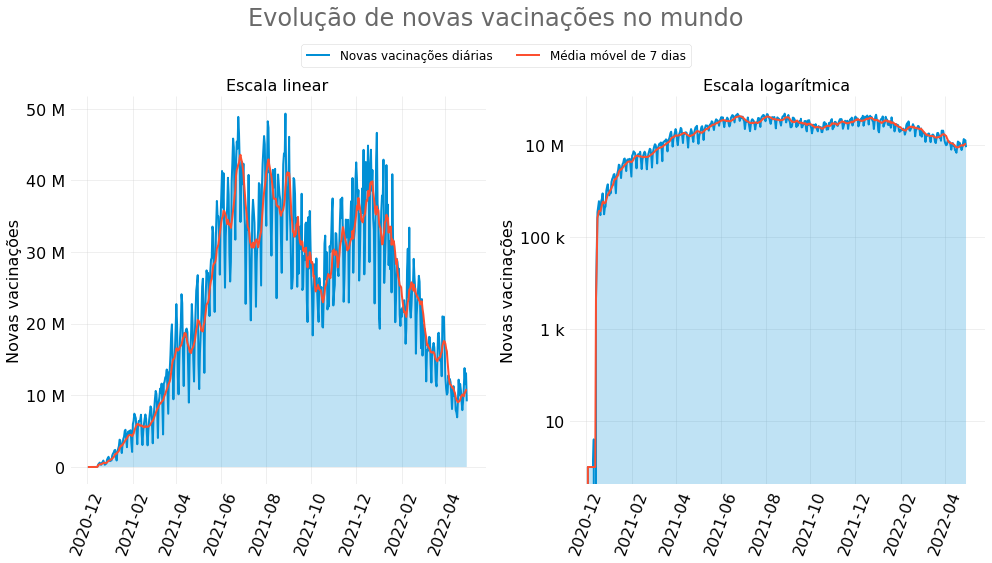 Evolução de novas vacinações no mundo
Novas vacinações diárias
Média móvel de 7 dias
Escala linear
Novas vacinações
50 M
40 M
30 M
20 M
10 M
0
2020-12
2021-02
2021-04
2021-06
2021-08
2021-10
2021-12
2022-02
2022-04
Escala logarítmica
Novas vacinações
10 M
100 k
1 k
10
2020-12
2021-02
2021-04
2021-06
2021-08
2021-10
2021-12
2022-02
2022-04